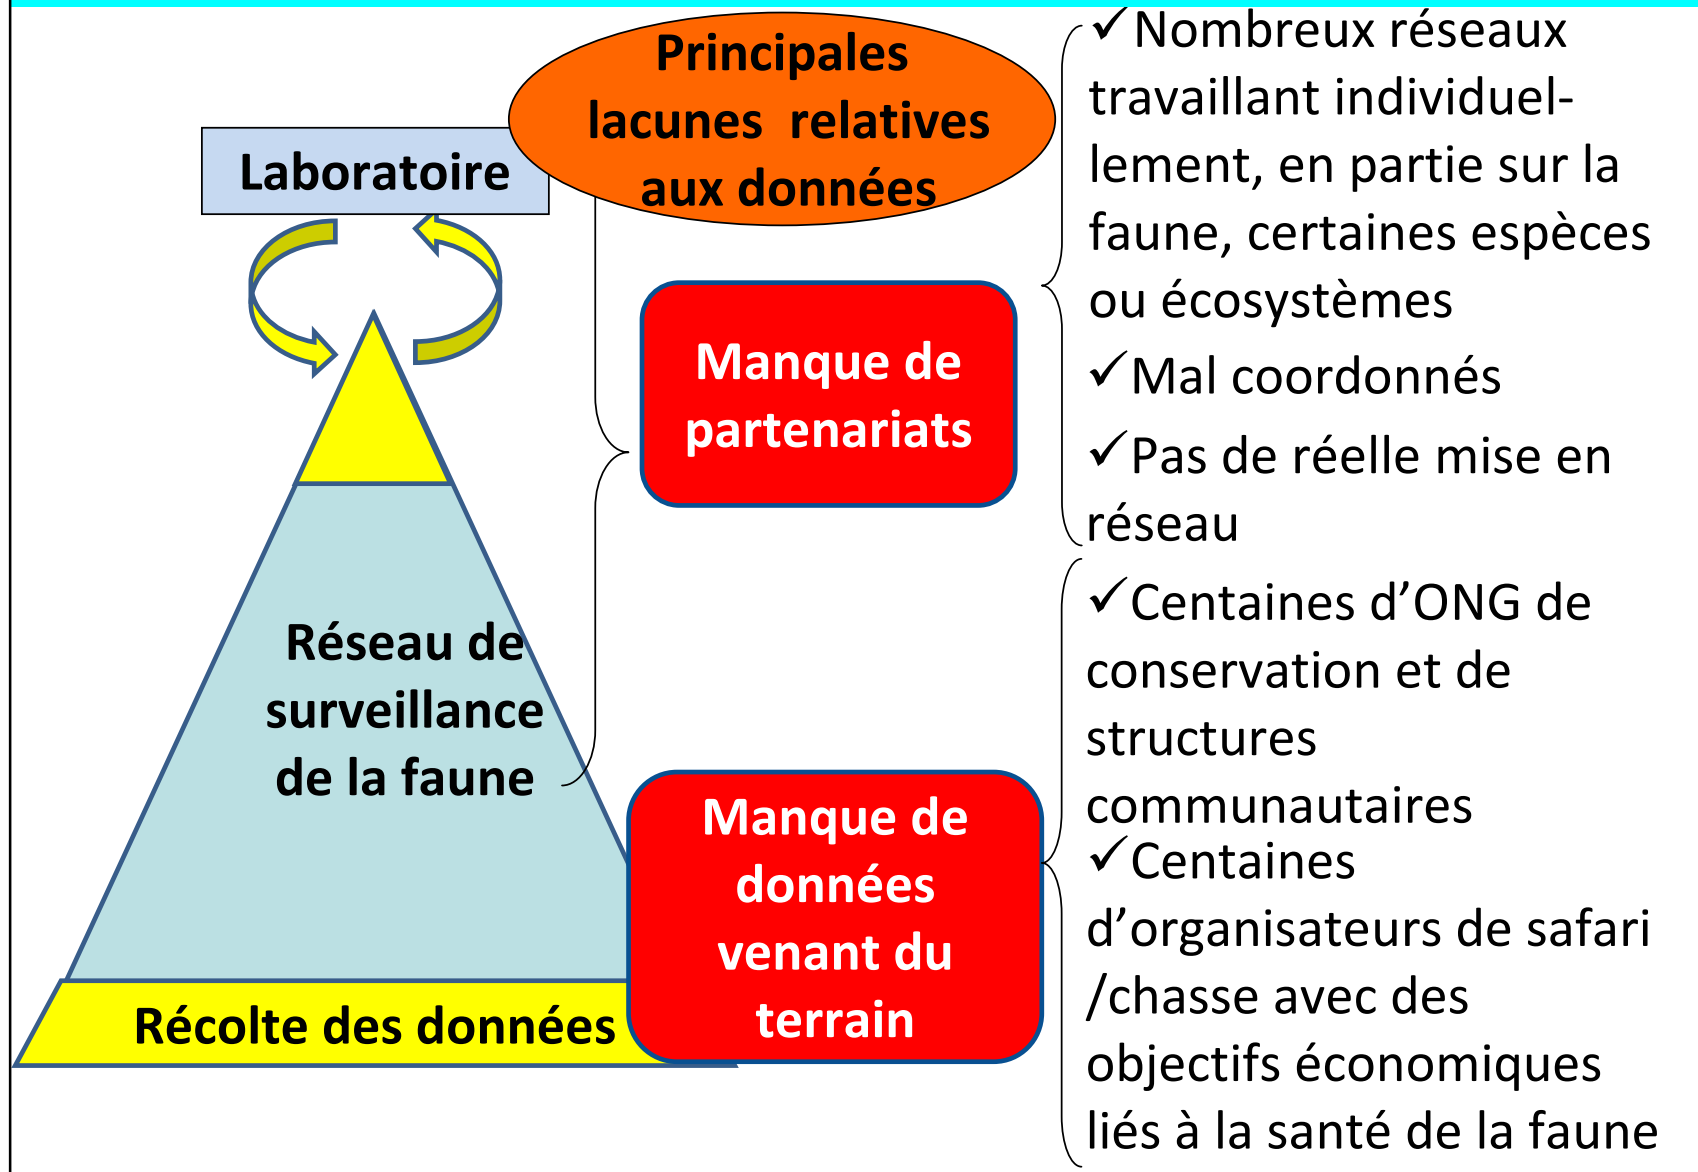 Principales
lacunes relatives
aux données
Laboratoire
Réseau de
surveillance
de la faune
Récolte des données
Manque de
partenariats
Manque de
données
venant du
terrain
✓Nombreux réseaux
travaillant individuel-
lement, en partie sur la
faune, certaines espèces
ou écosystèmes
✓Mal coordonnés
✓Pas de réelle mise en
réseau
✓Centaines d’ONG de
conservation et de
structures
communautaires
✓Centaines
d’organisateurs de safari
/chasse avec des
objectifs économiques
liés à la santé de la faune